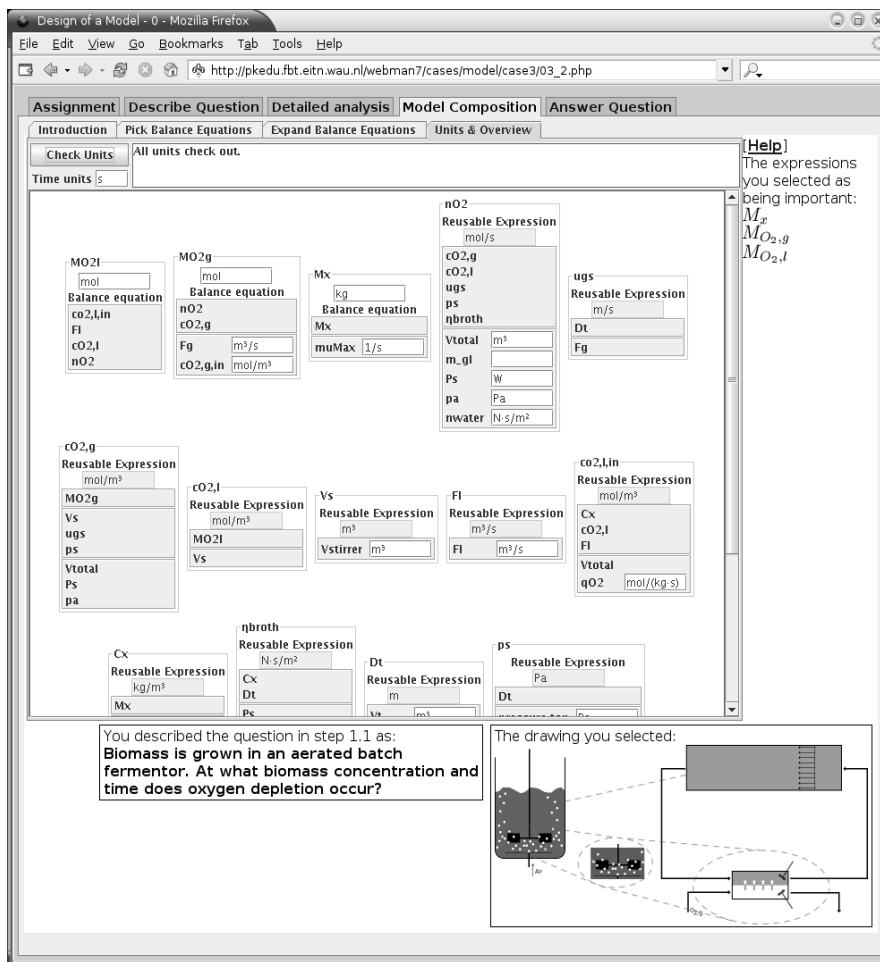 Design of a Model - 0 - Mozilla Firefox
File Edit View Go Bookmarks Tab Tools Help
http://pkedu.fbt.eitn.wau.nl/webman7/cases/model/case3/03_2.php
Assignment Describe Question Detailed analysis Model Composition Answer Question
Introduction Pick Balance Equations Expand Balance Equations Units & Overview
Check Units
All units check out.
Time units s
[Help]
The expressions
you selected as
being important:
M_x
M_{O_2,g}
M_{O_2,l}
MO2l
mol
Balance equation
co2,l,in
Fl
cO2,l
nO2
MO2g
mol
Balance equation
nO2
cO2,g
Fg m³/s
cO2,g,in mol/m³
Mx
kg
Balance equation
Mx
muMax 1/s
nO2
Reusable Expression
mol/s
cO2,g
cO2,l
ugs
ps
ηbroth
Vtotal m³
m_gl
Ps W
pa Pa
nwater N·s/m²
ugs
Reusable Expression
m/s
Dt
Fg
cO2,g
Reusable Expression
mol/m³
MO2g
Vs
ugs
ps
Vtotal
Ps
pa
cO2,l
Reusable Expression
mol/m³
MO2l
Vs
Vs
Reusable Expression
m³
Vstirrer m³
Fl
Reusable Expression
m³/s
Fl m³/s
co2,l,in
Reusable Expression
mol/m³
Cx
cO2,l
Fl
Vtotal
qO2 mol/(kg·s)
Cx
Reusable Expression
kg/m³
Mx
ηbroth
Reusable Expression
N·s/m²
Cx
Dt
Ps
Dt
Reusable Expression
m
Vt m³
ps
Reusable Expression
Pa
Dt
You described the question in step 1.1 as:
Biomass is grown in an aerated batch
fermentor. At what biomass concentration and
time does oxygen depletion occur?
The drawing you selected:
Air
O2,g